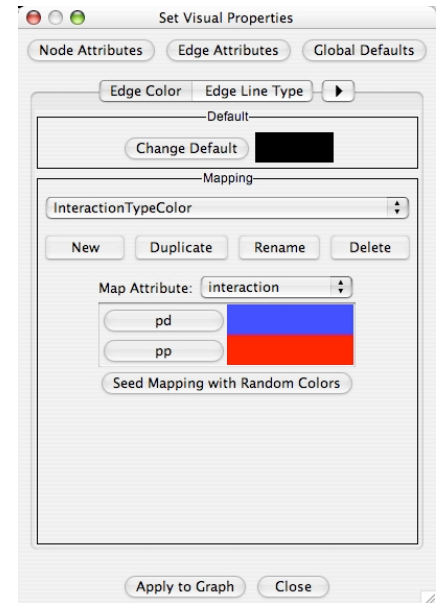 Set Visual Properties
Node Attributes Edge Attributes Global Defaults
Edge Color Edge Line Type
Default
Change Default
Mapping
InteractionTypeColor
New Duplicate Rename Delete
Map Attribute: interaction
pd
pp
Seed Mapping with Random Colors
Apply to Graph Close